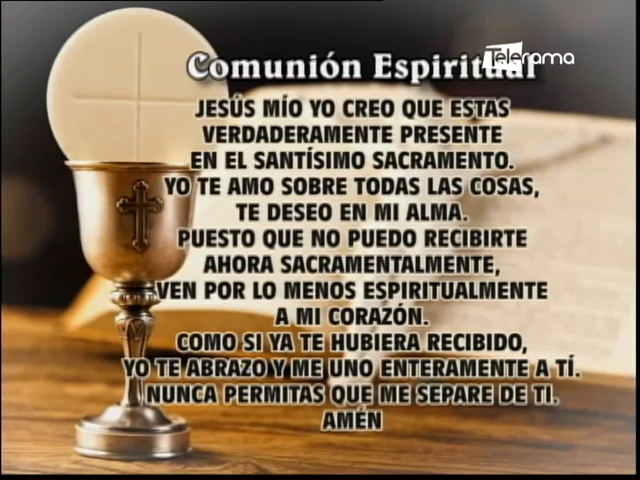 Telerama
Comunión Espiritual
JESÚS MÍO YO CREO QUE ESTAS
VERDADERAMENTE PRESENTE
EN EL SANTÍSIMO SACRAMENTO.
YO TE AMO SOBRE TODAS LAS COSAS,
TE DESEO EN MI ALMA.
PUESTO QUE NO PUEDO RECIBIRTE
AHORA SACRAMENTALMENTE,
VEN POR LO MENOS ESPIRITUALMENTE
A MI CORAZÓN.
COMO SI YA TE HUBIERA RECIBIDO,
YO TE ABRAZO Y ME UNO ENTERAMENTE A TÍ.
NUNCA PERMITAS QUE ME SEPARE DE TI.
AMÉN